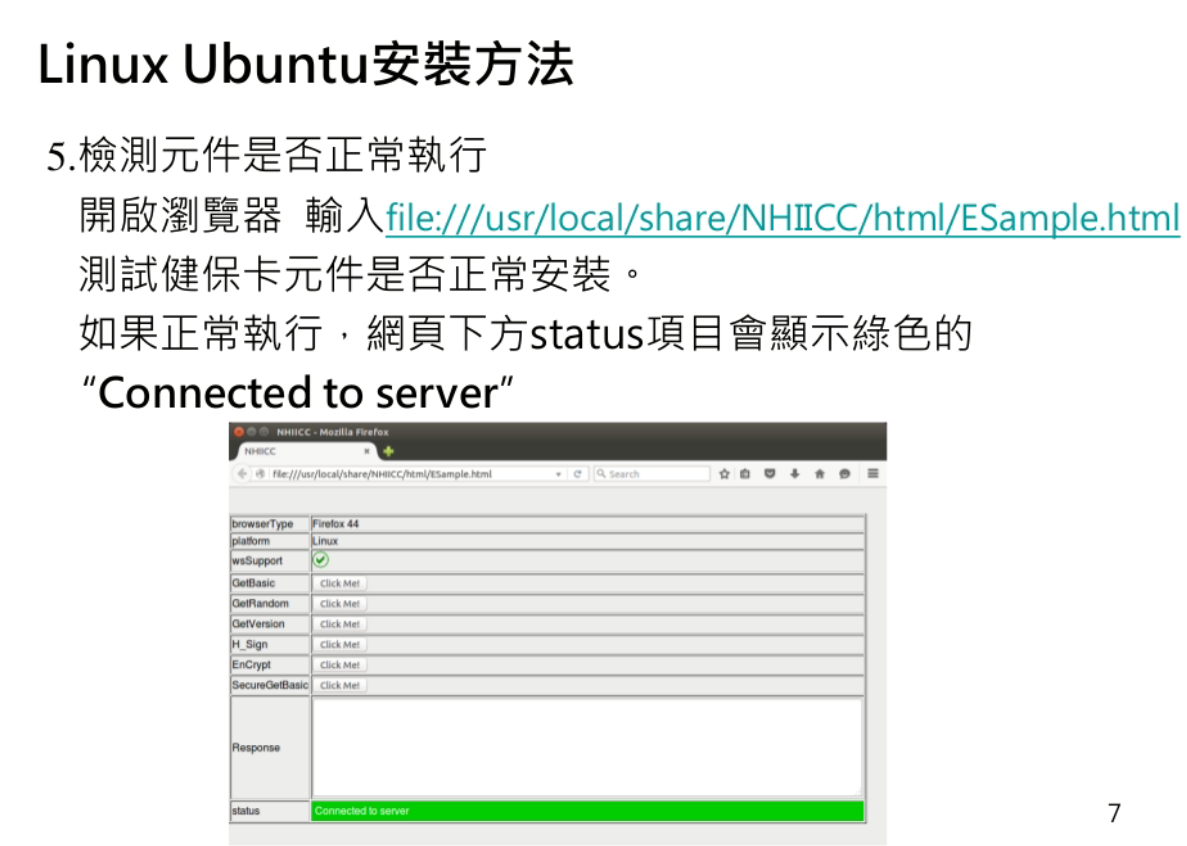 Linux Ubuntu安裝方法
5.檢測元件是否正常執行
開啟瀏覽器 輸入file:///usr/local/share/NHIICC/html/ESample.html
測試健保卡元件是否正常安裝。
如果正常執行，網頁下方status項目會顯示綠色的
“Connected to server”
NHIICC - Mozilla Firefox
NHIICC
file:///usr/local/share/NHIICC/html/ESample.html
Search
browserType Firefox 44
platform Linux
wsSupport
GetBasic Click Me!
GetRandom Click Me!
GetVersion Click Me!
H_Sign Click Me!
EnCrypt Click Me!
SecureGetBasic Click Me!
Response
status Connected to server
7